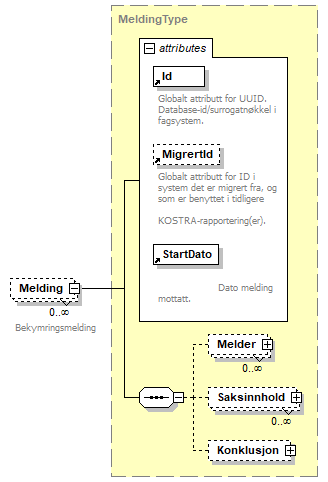 MeldingType
attributes
Id
Globalt attributt for UUID.
Database-id/surrogatnøkkel i
fagsystem.
MigrertId
Globalt attributt for ID i
system det er migrert fra, og
som er benyttet i tidligere
KOSTRA-rapportering(er).
StartDato
Dato melding
mottatt.
Melding
0..∞
Bekymringsmelding
Melder
0..∞
Saksinnhold
0..∞
Konklusjon